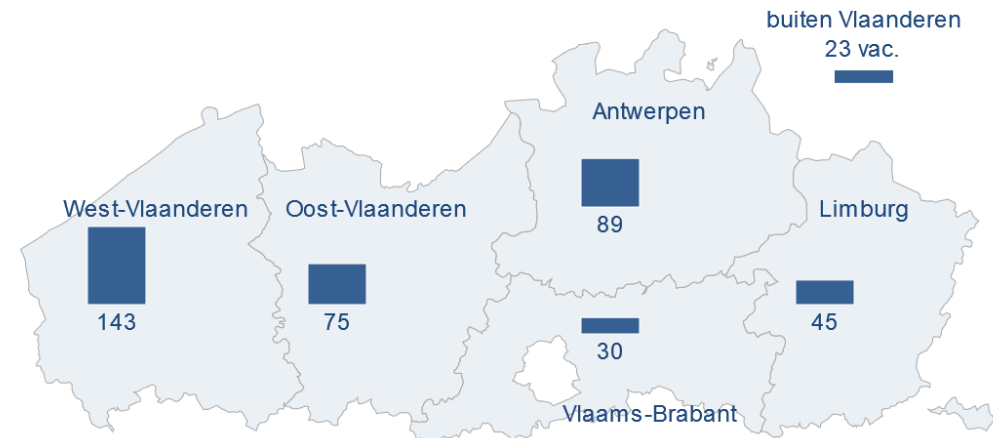 buiten Vlaanderen
23 vac.
Antwerpen
89
West-Vlaanderen
143
Oost-Vlaanderen
75
Limburg
45
30
Vlaams-Brabant